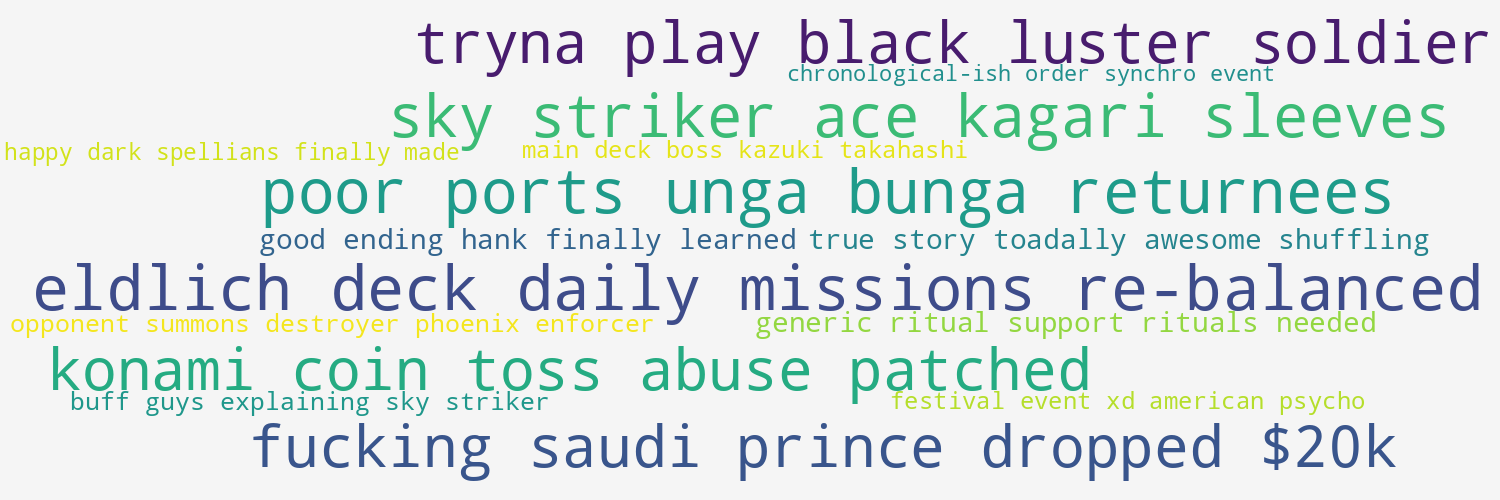 tryna play black luster soldier
chronological-ish order synchro event
sky striker ace kagari sleeves
happy dark spellians finally made
main deck boss kazuki takahashi
poor ports unga bunga returnees
good ending hank finally learned
true story toadally awesome shuffling
eldlich deck daily missions re-balanced
opponent summons destroyer phoenix enforcer
generic ritual support rituals needed
konami coin toss abuse patched
buff guys explaining sky striker
festival event xd american psycho
fucking saudi prince dropped $20k